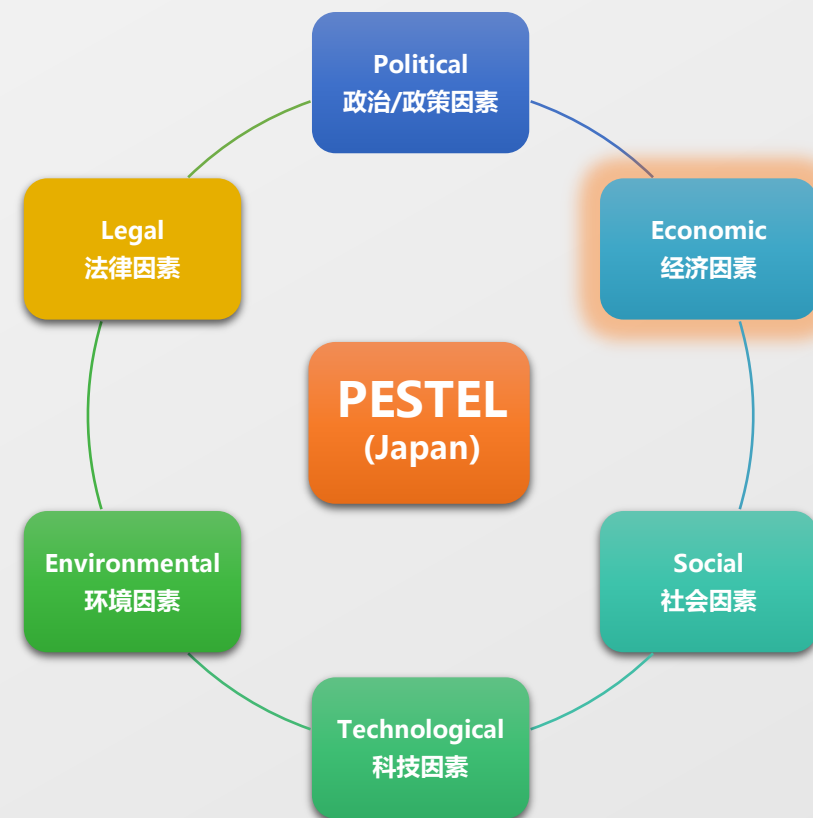 Political
政治/政策因素
Legal
法律因素
Economic
经济因素
PESTEL
(Japan)
Environmental
环境因素
Social
社会因素
Technological
科技因素